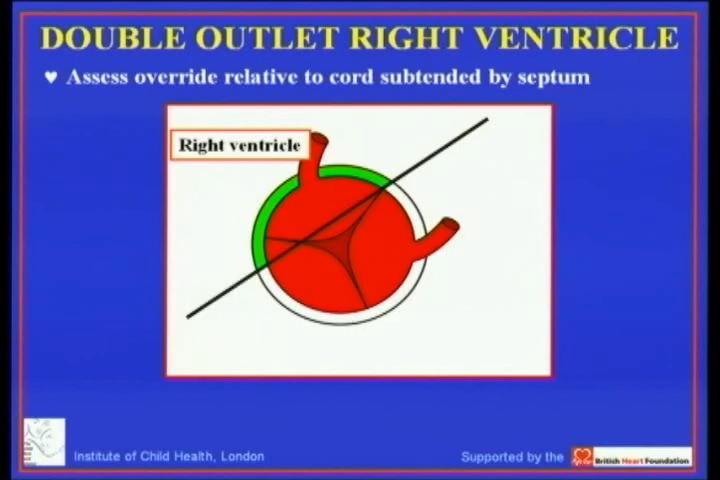 DOUBLE OUTLET RIGHT VENTRICLE
♥ Assess override relative to cord subtended by septum
Right ventricle
Institute of Child Health, London
Supported by the
British Heart Foundation